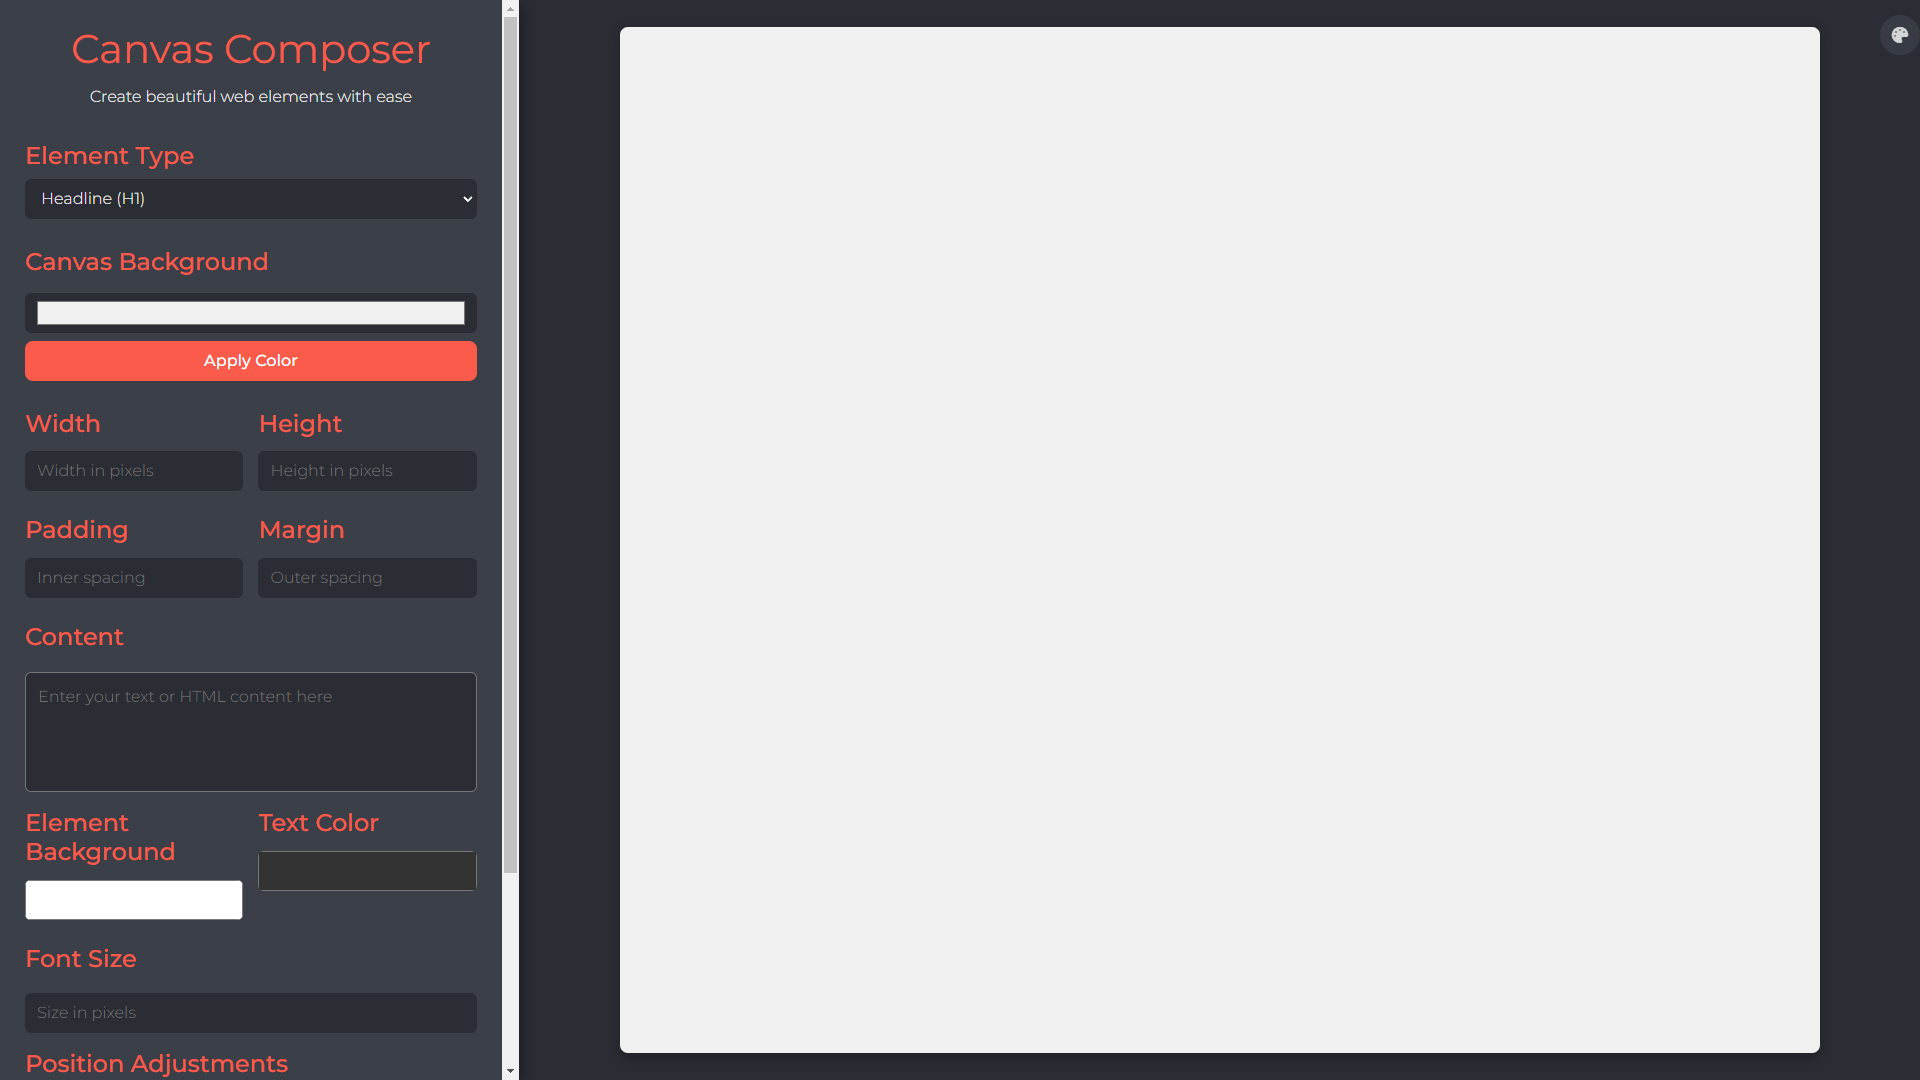 Canvas Composer
Create beautiful web elements with ease
Element Type
Headline (H1)
Canvas Background
Apply Color
Width
Height
Width in pixels
Height in pixels
Padding
Margin
Inner spacing
Outer spacing
Content
Enter your text or HTML content here
Element
Background
Text Color
Font Size
Size in pixels
Position Adjustments